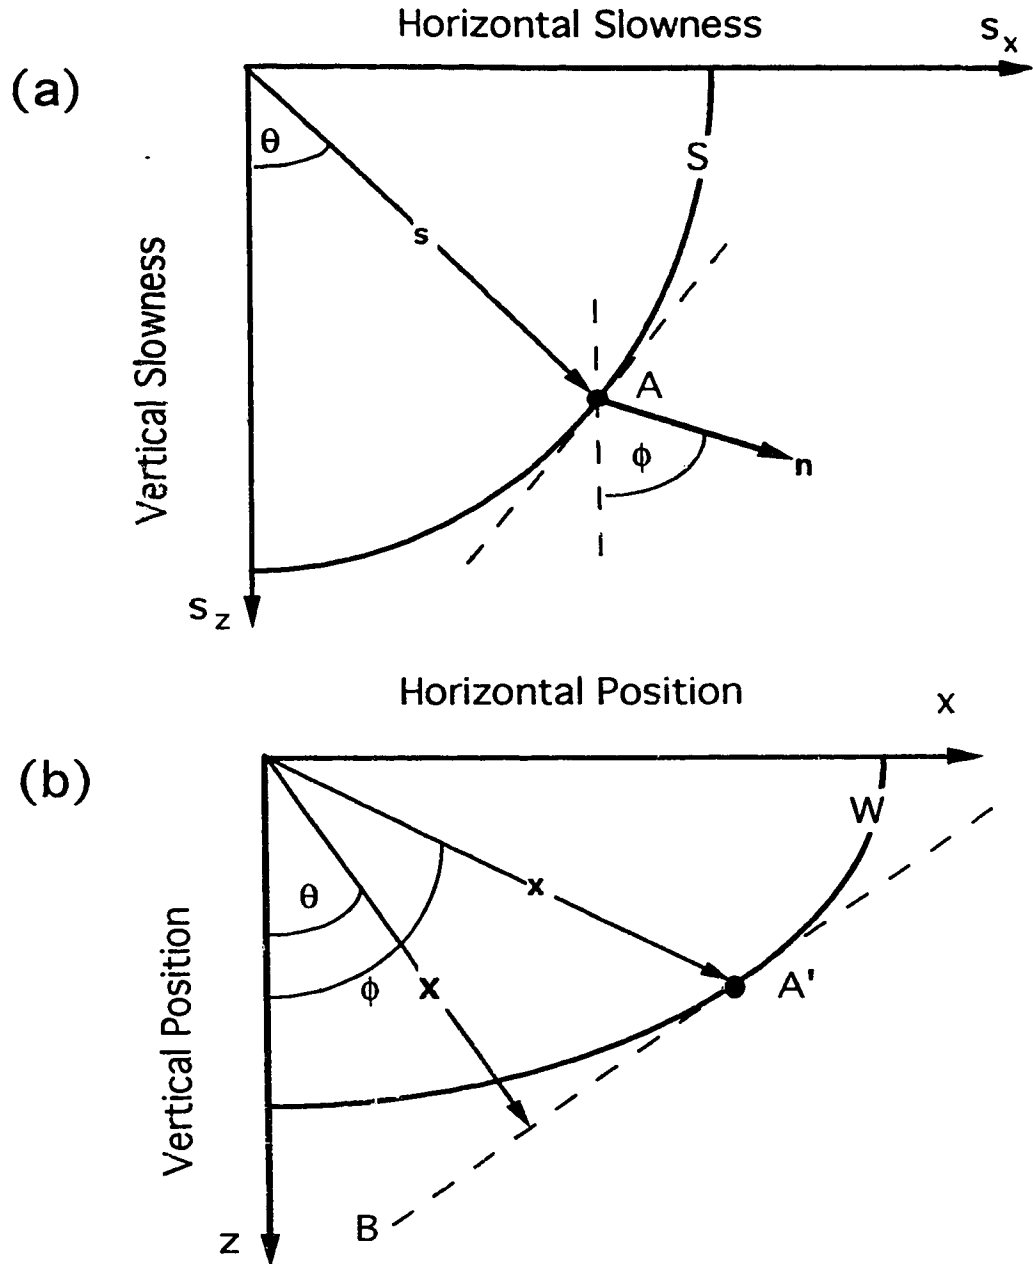 Horizontal Slowness
s_x
(a)
θ
S
s
Vertical Slowness
A
ϕ
n
s_z
Horizontal Position
x
(b)
W
θ
x
ϕ
X
A'
Vertical Position
B
z